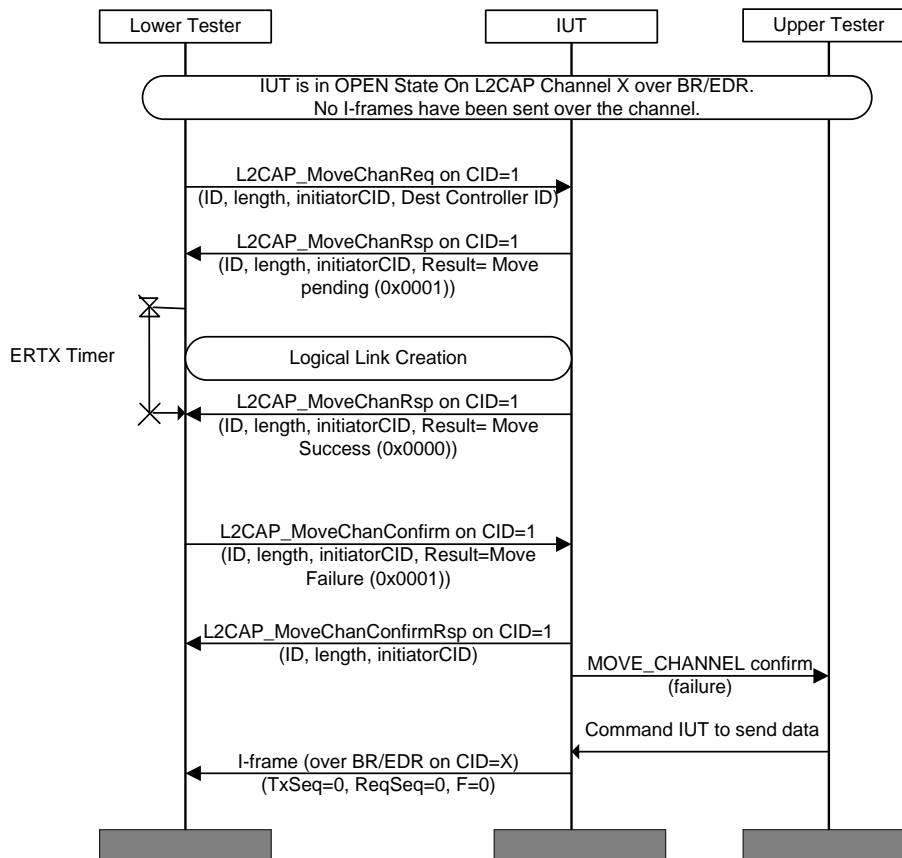 Lower Tester
IUT
Upper Tester
IUT is in OPEN State On L2CAP Channel X over BR/EDR.
No I-frames have been sent over the channel.
L2CAP_MoveChanReq on CID=1
(ID, length, initiatorCID, Dest Controller ID)
L2CAP_MoveChanRsp on CID=1
(ID, length, initiatorCID, Result= Move
pending (0x0001))
ERTX Timer
Logical Link Creation
L2CAP_MoveChanRsp on CID=1
(ID, length, initiatorCID, Result= Move
Success (0x0000))
L2CAP_MoveChanConfirm on CID=1
(ID, length, initiatorCID, Result=Move
Failure (0x0001))
L2CAP_MoveChanConfirmRsp on CID=1
(ID, length, initiatorCID)
MOVE_CHANNEL confirm
(failure)
Command IUT to send data
I-frame (over BR/EDR on CID=X)
(TxSeq=0, ReqSeq=0, F=0)